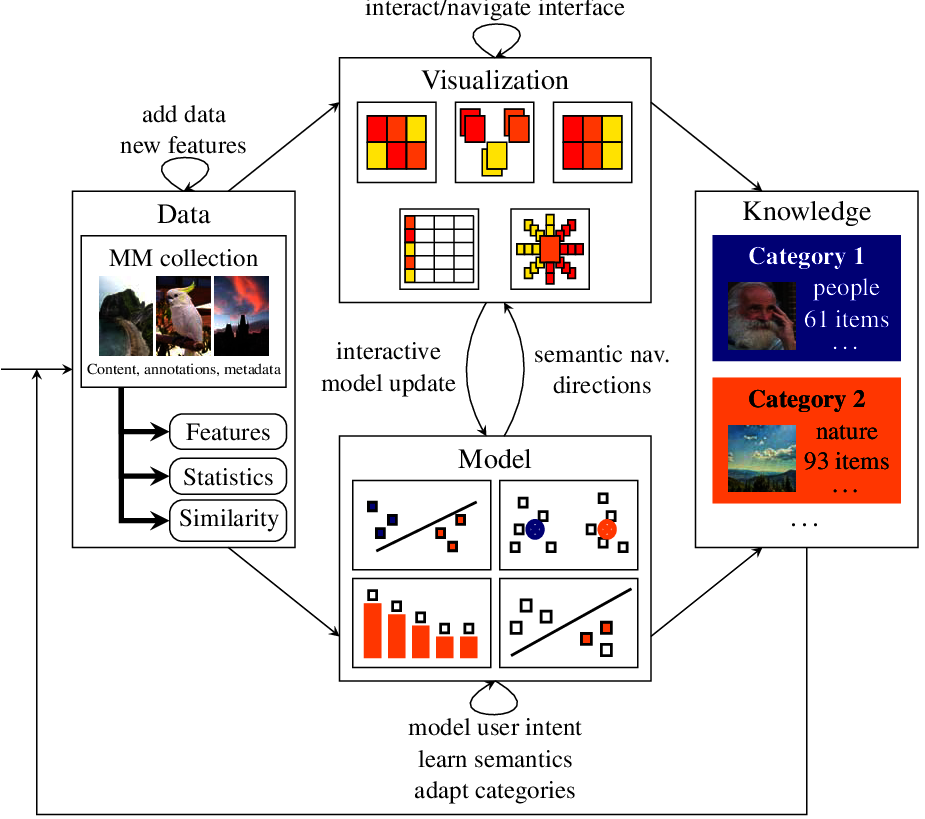 interact/navigate interface
Visualization
add data
new features
Data
MM collection
Content, annotations, metadata
Features
Statistics
Similarity
interactive
model update
semantic nav.
directions
Model
model user intent
learn semantics
adapt categories
Knowledge
Category 1
people
61 items
...
Category 2
nature
93 items
...
...